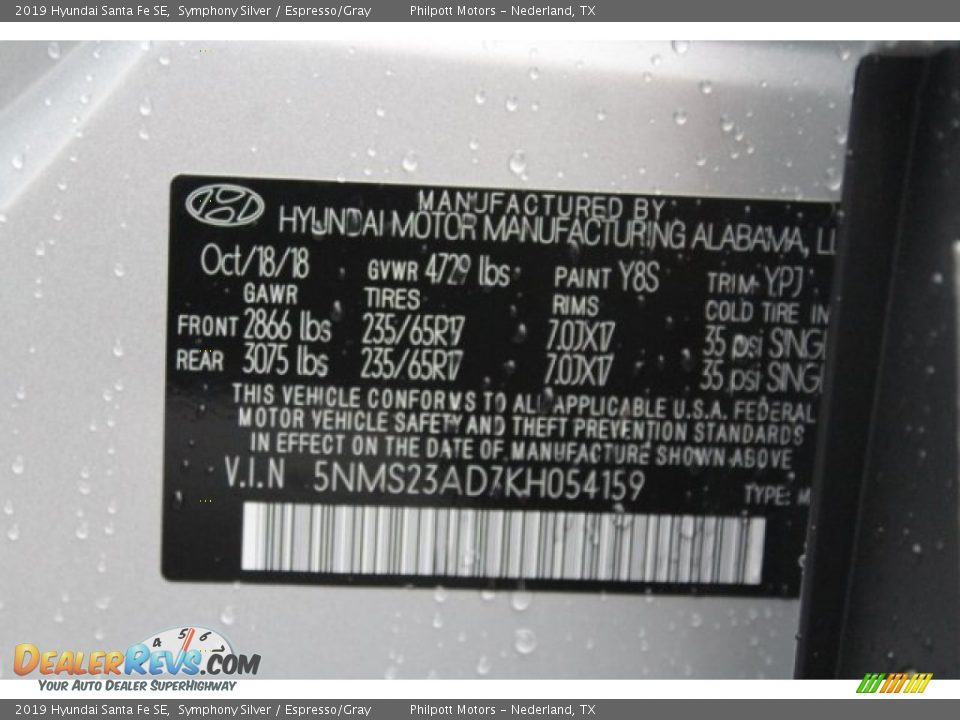 2019 Hyundai Santa Fe SE, Symphony Silver / Espresso/Gray Philpott Motors - Nederland, TX
MANUFACTURED BY
HYUNDAI MOTOR MANUFACTURING ALABAMA,
Oct/18/18 GVWR 4729 lbs PAINT Y8S TRIM YPJ
GAWR TIRES RIMS COLD TIRE
FRONT 2866 lbs 235/65R17 7.0JX17 35 psi
REAR 3075 lbs 235/65R17 7.0JX17 35 psi
THIS VEHICLE CONFORMS TO ALL APPLICABLE U.S.A. FEDERAL
MOTOR VEHICLE SAFETY AND THEFT PREVENTION STANDARDS
IN EFFECT ON THE DATE OF MANUFACTURE SHOWN ABOVE
V.I.N 5NMS23AD7KH054159 TYPE:
4 5 6
DEALERREVS.COM
YOUR AUTO DEALER SUPERHIGHWAY
2019 Hyundai Santa Fe SE, Symphony Silver / Espresso/Gray Philpott Motors - Nederland, TX